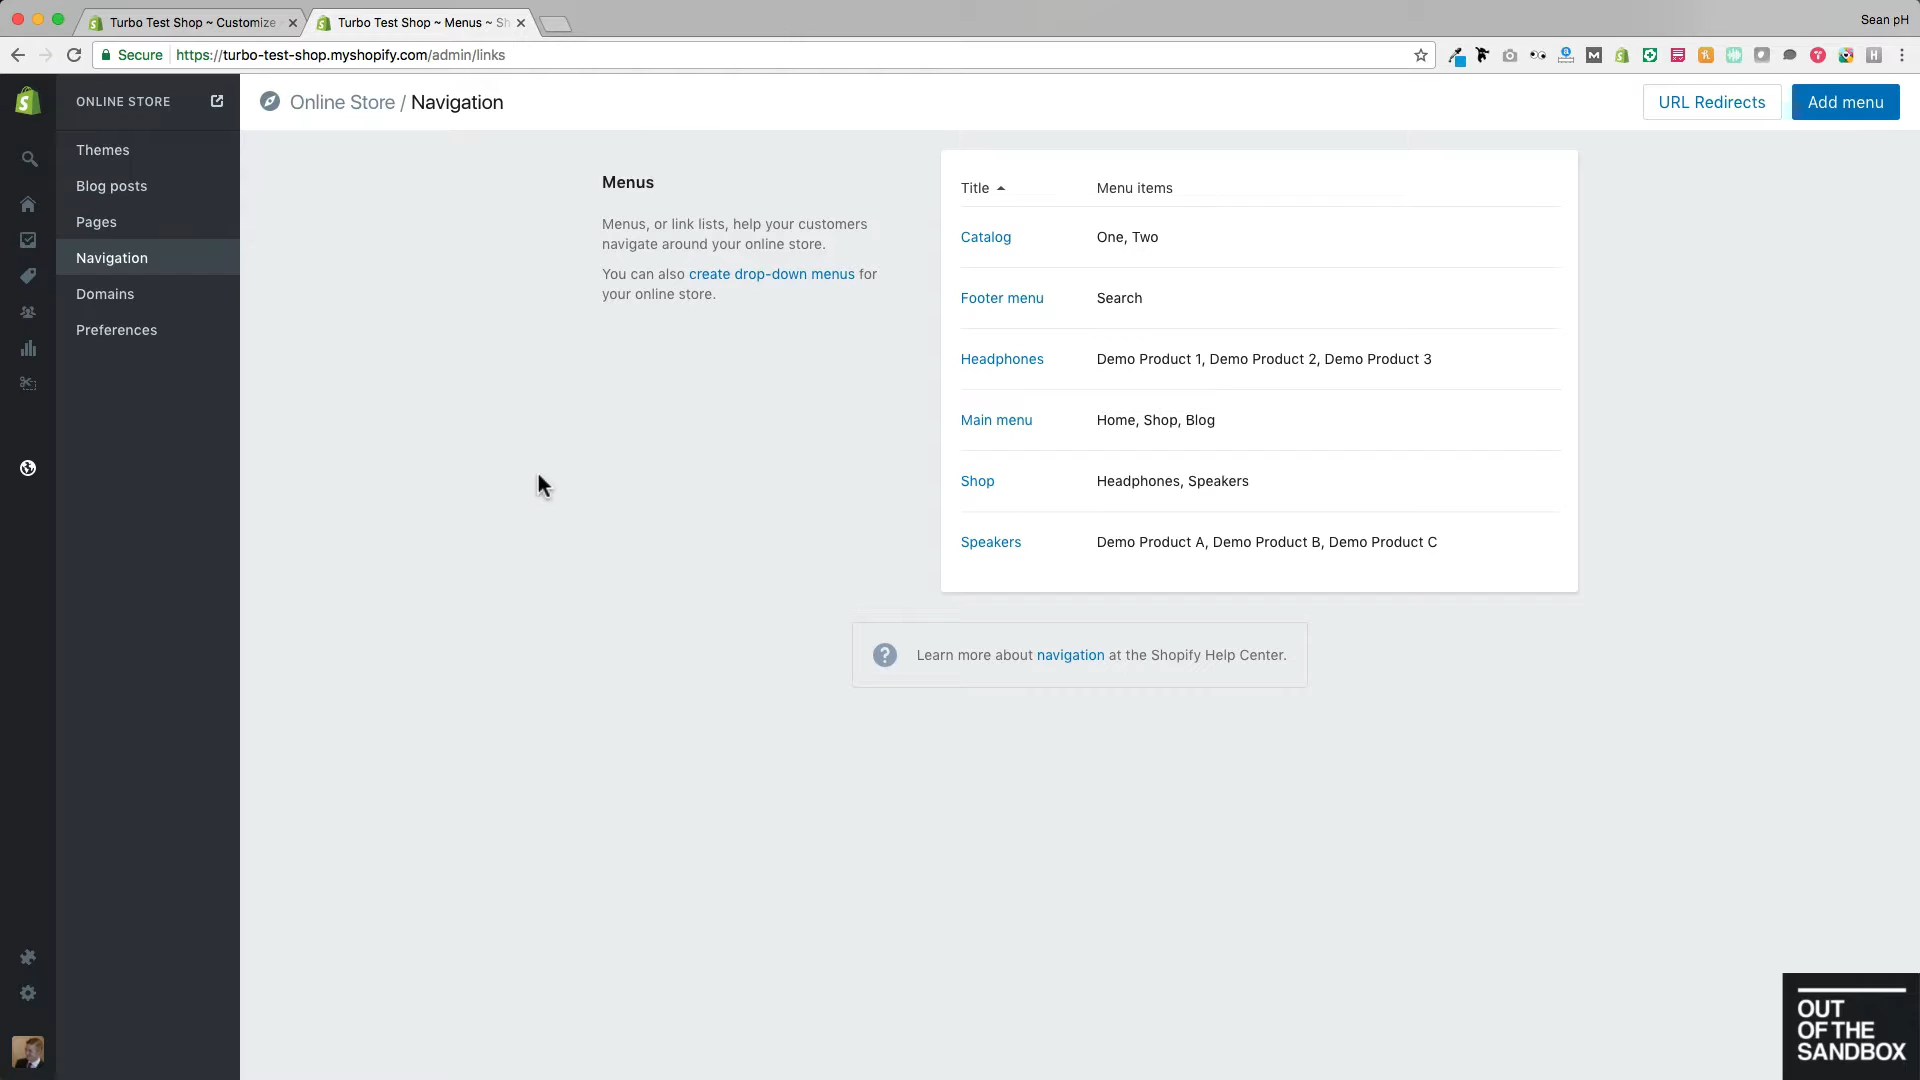 Turbo Test Shop ~ Customize
Turbo Test Shop ~ Menus ~ Sh
Sean pH
Secure
https://turbo-test-shop.myshopify.com/admin/links
ONLINE STORE
Online Store / Navigation
URL Redirects
Add menu
Themes
Blog posts
Pages
Navigation
Domains
Preferences
Menus
Menus, or link lists, help your customers
navigate around your online store.
You can also create drop-down menus for
your online store.
Title
Menu items
Catalog
One, Two
Footer menu
Search
Headphones
Demo Product 1, Demo Product 2, Demo Product 3
Main menu
Home, Shop, Blog
Shop
Headphones, Speakers
Speakers
Demo Product A, Demo Product B, Demo Product C
? Learn more about navigation at the Shopify Help Center.
OUT
OF THE
SANDBOX